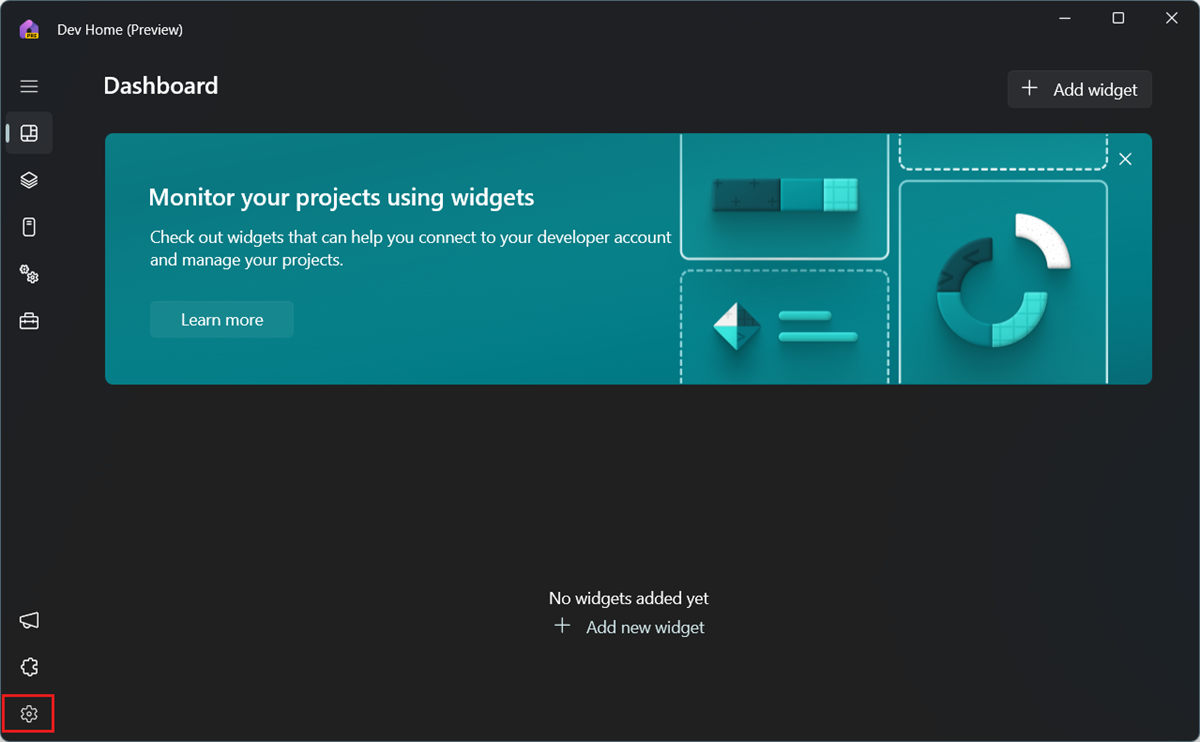 Dev Home (Preview)
Dashboard
Add widget
Monitor your projects using widgets
Check out widgets that can help you connect to your developer account
and manage your projects.
Learn more
No widgets added yet
Add new widget